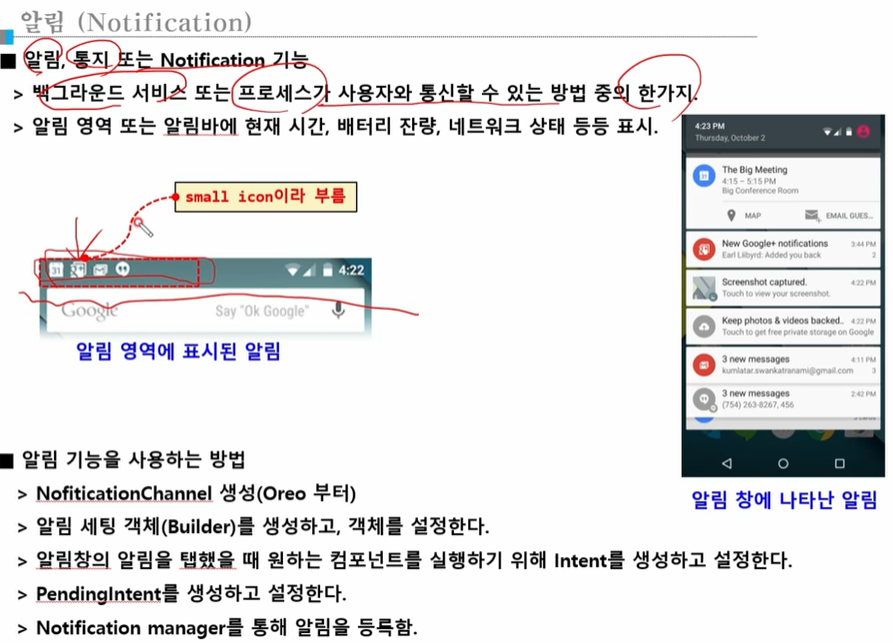 알림 (Notification)
■ 알림, 통지 또는 Notification 기능
> 백그라운드 서비스 또는 프로세스가 사용자와 통신할 수 있는 방법 중의 한가지.
> 알림 영역 또는 알림바에 현재 시간, 배터리 잔량, 네트워크 상태 등등 표시.
small icon이라 부름
31
4:22
Google
Say "Ok Google"
알림 영역에 표시된 알림
4:23 PM
Thursday, October 2
31
The Big Meeting
4:15 – 5:15 PM
Big Conference Room
MAP EMAIL GUES...
New Google+ notifications 3:44 PM
Earl Lilbyrd: Added you back 2
Screenshot captured. 4:22 PM
Touch to view your screenshot.
Keep photos & videos backed.. 4:22 PM
Touch to get free private storage on Google
3 new messages 4:11 PM
kumlatar.swankatranami@gmail.com 3
3 new messages 2:42 PM
(754) 263-8267, 456
알림 창에 나타난 알림
■ 알림 기능을 사용하는 방법
> NofiticationChannel 생성(Oreo 부터)
> 알림 세팅 객체(Builder)를 생성하고, 객체를 설정한다.
> 알림창의 알림을 탭했을 때 원하는 컴포넌트를 실행하기 위해 Intent를 생성하고 설정한다.
> PendingIntent를 생성하고 설정한다.
> Notification manager를 통해 알림을 등록함.